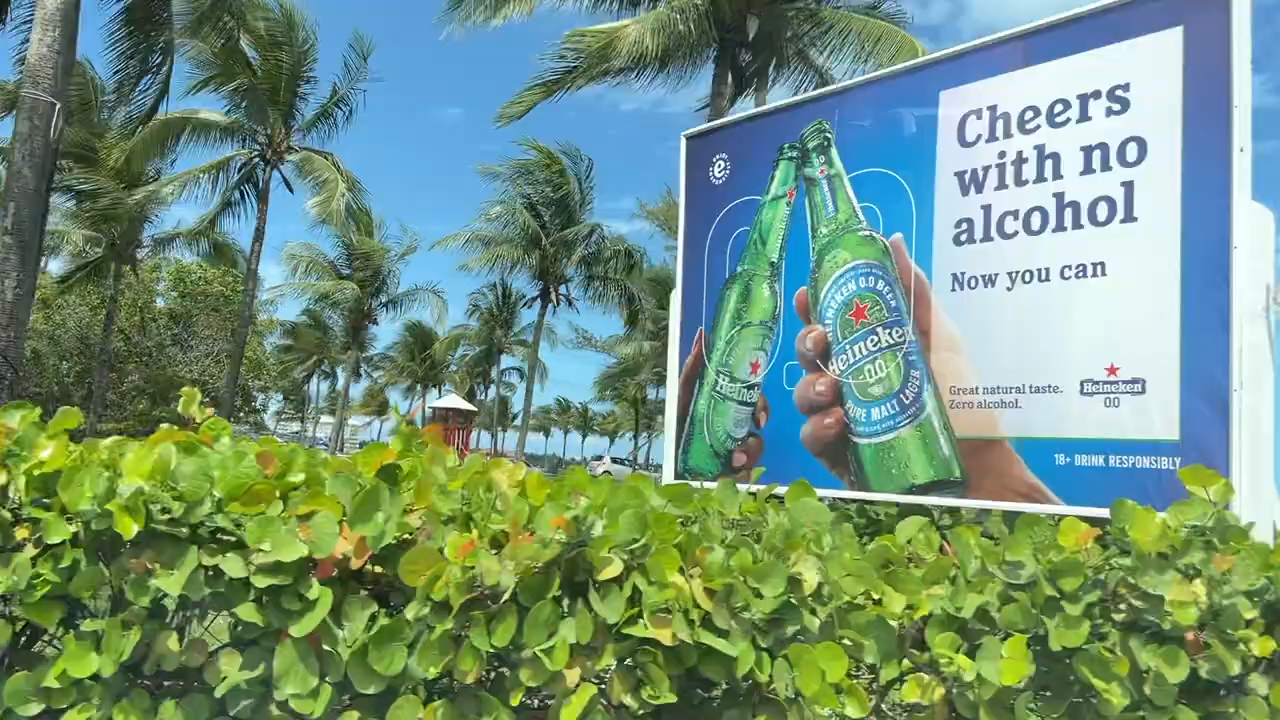 Cheers
with no
alcohol
Now you can
Great natural taste.
Zero alcohol.
Heineken
0.0
18+ DRINK RESPONSIBLY
HEINEKEN 0.0 BEER
Heineken
0.0
PURE MALT LAGER
Heinek
e